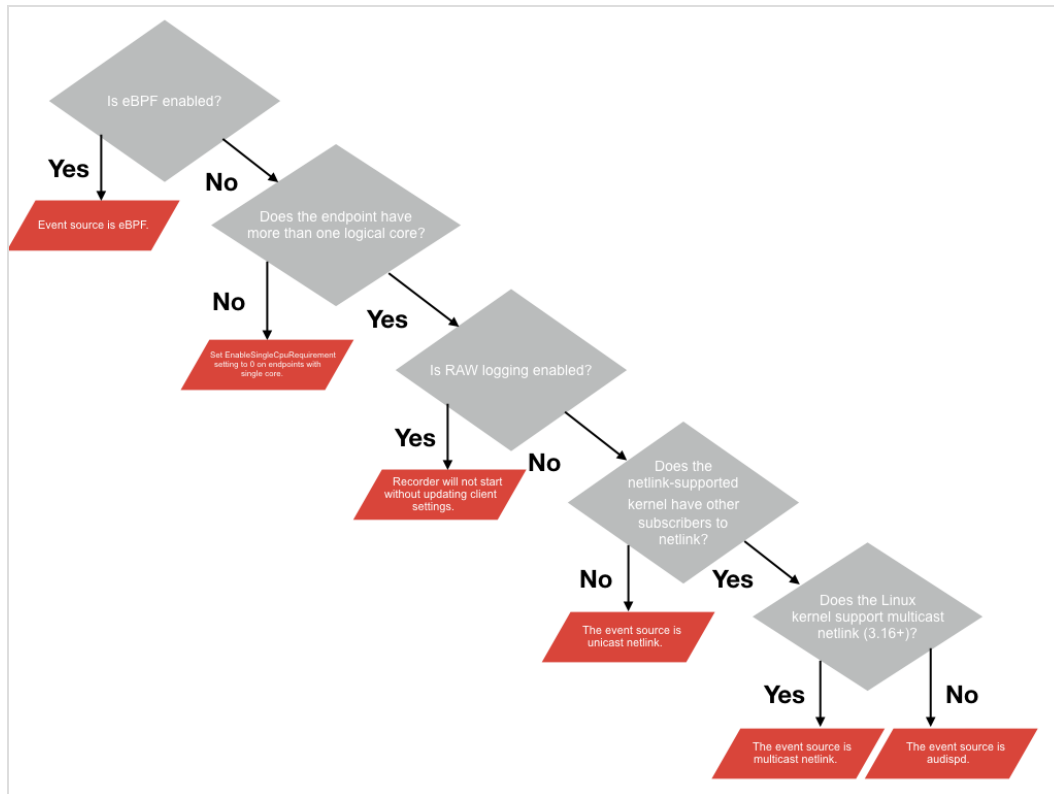 Is eBPF enabled?
Yes
No
Event source is eBPF.
Does the endpoint have
more than one logical core?
No
Yes
Set EnableSingleCpuRequirement
setting to 0 on endpoints with
single core.
Is RAW logging enabled?
Yes
No
Recorder will not start
without updating client
settings.
Does the
netlink-supported
kernel have other
subscribers to
netlink?
No
Yes
The event source is
unicast netlink.
Does the Linux
kernel support multicast
netlink (3.16+)?
Yes
No
The event source is
multicast netlink.
The event source is
audispd.